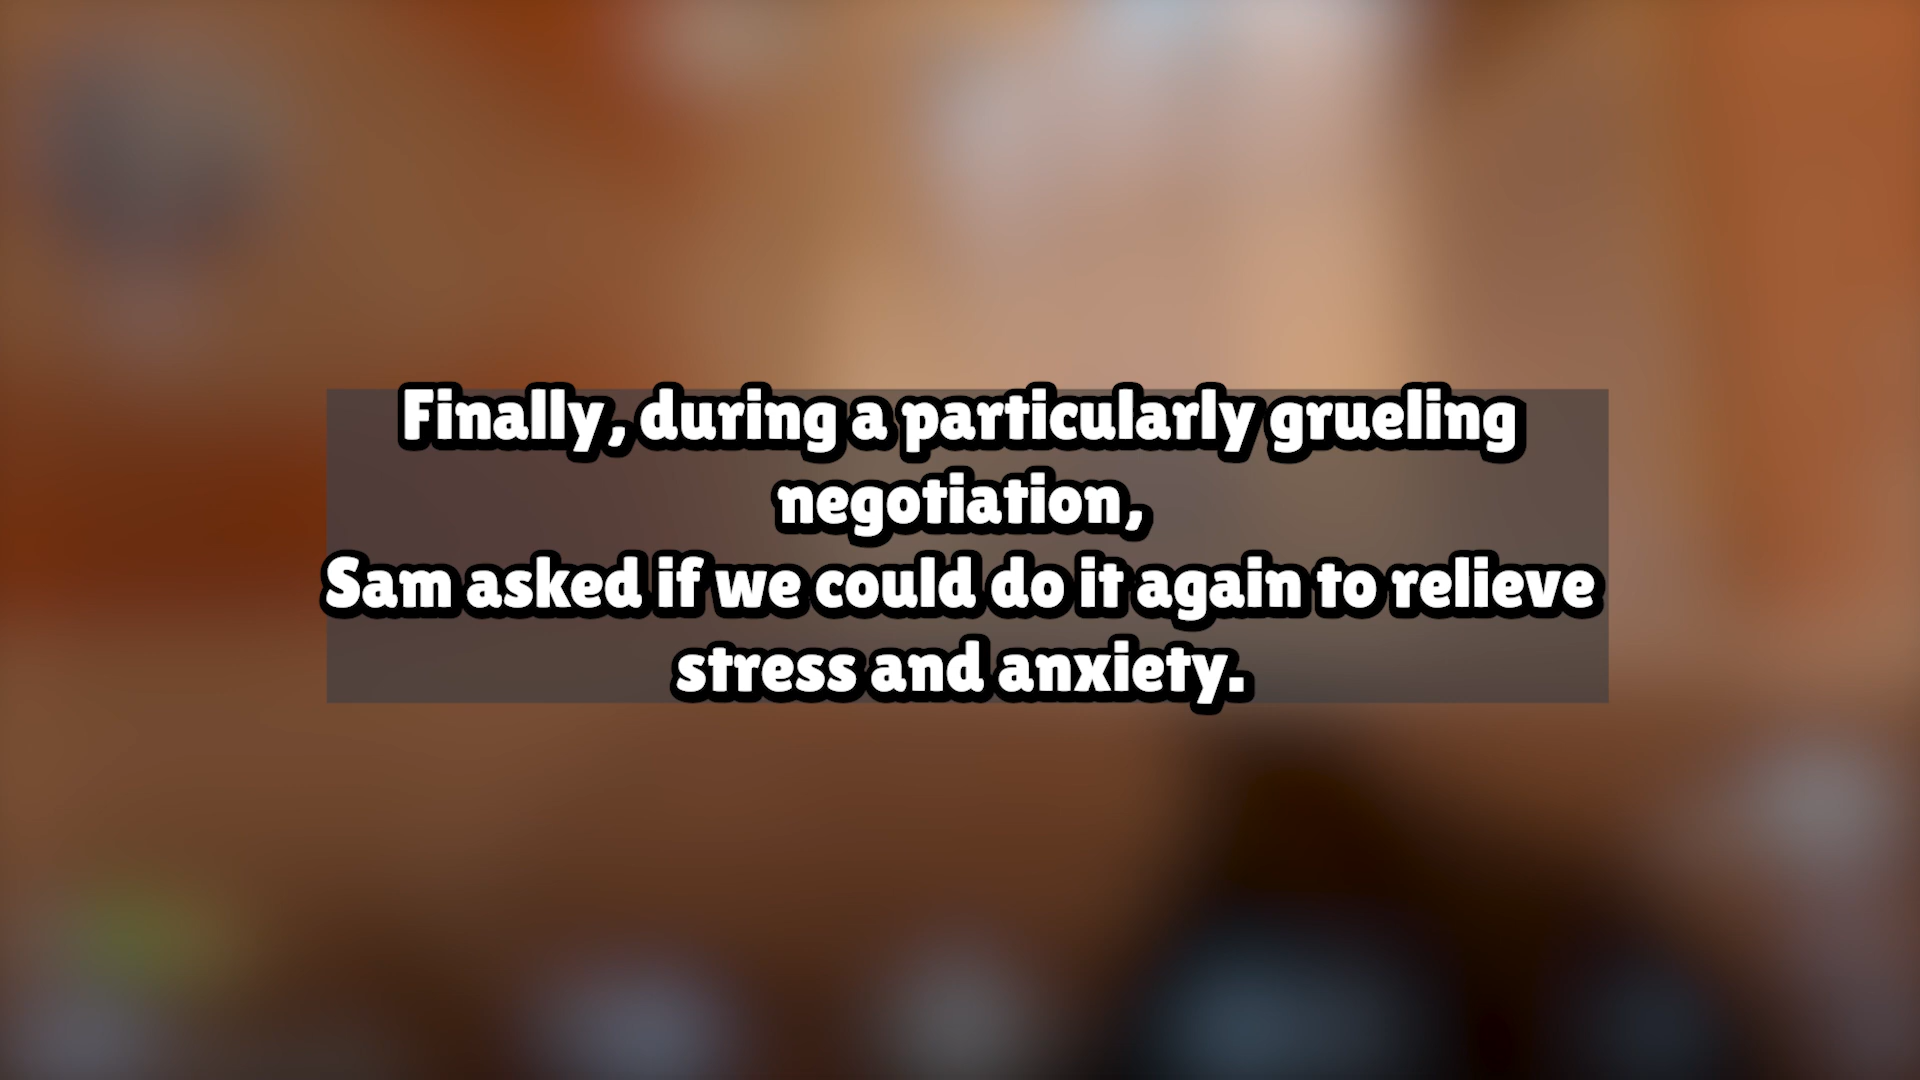 Finally, during a particularly grueling
negotiation,
Sam asked if we could do it again to relieve
stress and anxiety.